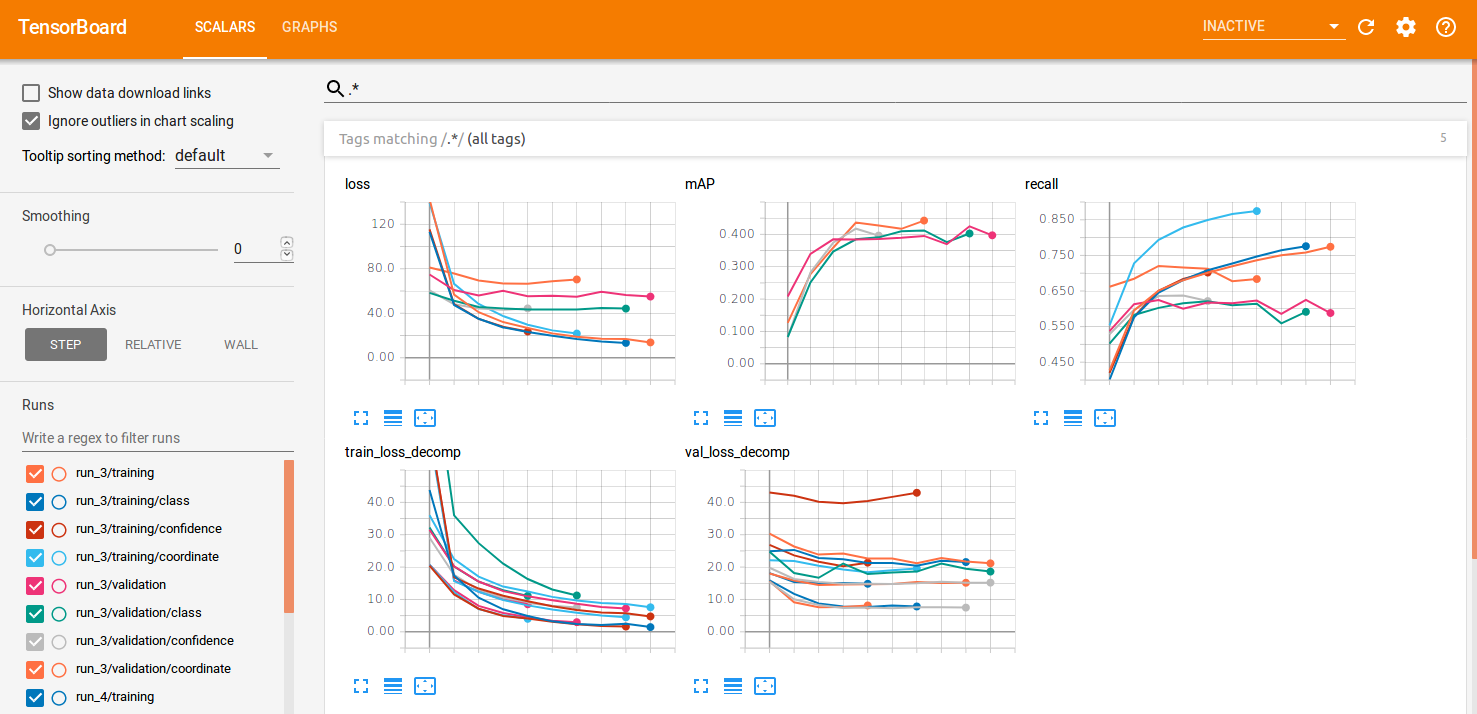 TensorBoard SCALARS GRAPHS INACTIVE
Show data download links
Ignore outliers in chart scaling
Tooltip sorting method: default
Smoothing
0
Horizontal Axis
STEP RELATIVE WALL
Runs
Write a regex to filter runs
run_3/training
run_3/training/class
run_3/training/confidence
run_3/training/coordinate
run_3/validation
run_3/validation/class
run_3/validation/confidence
run_3/validation/coordinate
run_4/training
.*
Tags matching /.*/ (all tags) 5
loss
120
80.0
40.0
0.00
mAP
0.400
0.300
0.200
0.100
0.00
recall
0.850
0.750
0.650
0.550
0.450
train_loss_decomp
40.0
30.0
20.0
10.0
0.00
val_loss_decomp
40.0
30.0
20.0
10.0
0.00